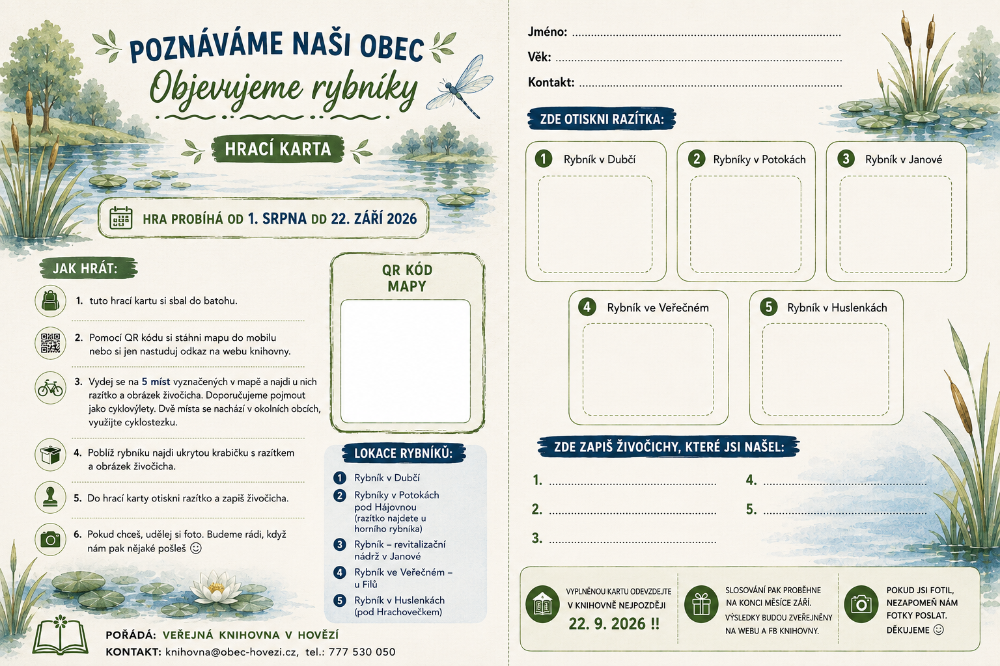 POZNÁVÁME NAŠI OBEC
Objevujeme rybníky
HRACÍ KARTA
HRA PROBÍHÁ OD 1. SRPNA DD 22. ZÁŘÍ 2026
JAK HRÁT:
1. tuto hrací kartu si sbal do batohu.
2. Pomocí QR kódu si stáhni mapu do mobilu
nebo si jen nastuduj odkaz na webu knihovny.
3. Vydej se na 5 míst vyznačených v mapě a najdi u nich
razítko a obrázek živočicha. Doporučujeme pojmout
jako cyklovýlety. Dvě místa se nachází v okolních obcích,
využijte cyklostezku.
4. Poblíž rybníku najdi ukrytou krabičku s razítkem
a obrázek živočicha.
5. Do hrací karty otiskni razítko a zapiš živočicha.
6. Pokud chceš, udělej si foto. Budeme rádi, když
nám pak nějaké pošleš ☺
QR KÓD
MAPY
LOKACE RYBNÍKŮ:
1 Rybník v Dubčí
2 Rybníky v Potokách
pod Hájovnou
(razítko najdete u
horního rybníka)
3 Rybník – revitalizační
nádrž v Janové
4 Rybník ve Veřečném –
u Filů
5 Rybník v Huslenkách
(pod Hrachovečkem)
POŘÁDÁ: VEŘEJNÁ KNIHOVNA V HOVĚZÍ
KONTAKT: knihovna@obec-hovezi.cz, tel.: 777 530 050
Jméno:
Věk:
Kontakt:
ZDE OTISKNI RAZÍTKA:
1 Rybník v Dubčí
2 Rybníky v Potokách
3 Rybník v Janové
4 Rybník ve Veřečném
5 Rybník v Huslenkách
ZDE ZAPIŠ ŽIVOČICHY, KTERÉ JSI NAŠEL:
1.
2.
3.
4.
5.
VYPLNĚNOU KARTU ODEVZDEJTE
V KNIHOVNĚ NEJPOZDĚJI
22. 9. 2026 !!
SLOSOVÁNÍ PAK PROBĚHNE
NA KONCI MĚSÍCE ZÁŘÍ.
VÝSLEDKY BUDOU ZVEŘEJNĚNY
NA WEBU A FB KNIHOVNY.
POKUD JSI FOTIL,
NEZAPOMEŇ NÁM
FOTKY POSLAT.
DĚKUJEME ☺